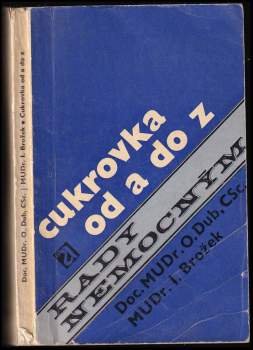 Doc. MUDr. O. Dub, CSc. / MUDr. I. Brožek • Cukrovka od a do z
cukrovka
od a do z
RADY
NEMOCNÝM
Doc. MUDr. O. Dub, CSc.
MUDr. I. Brožek